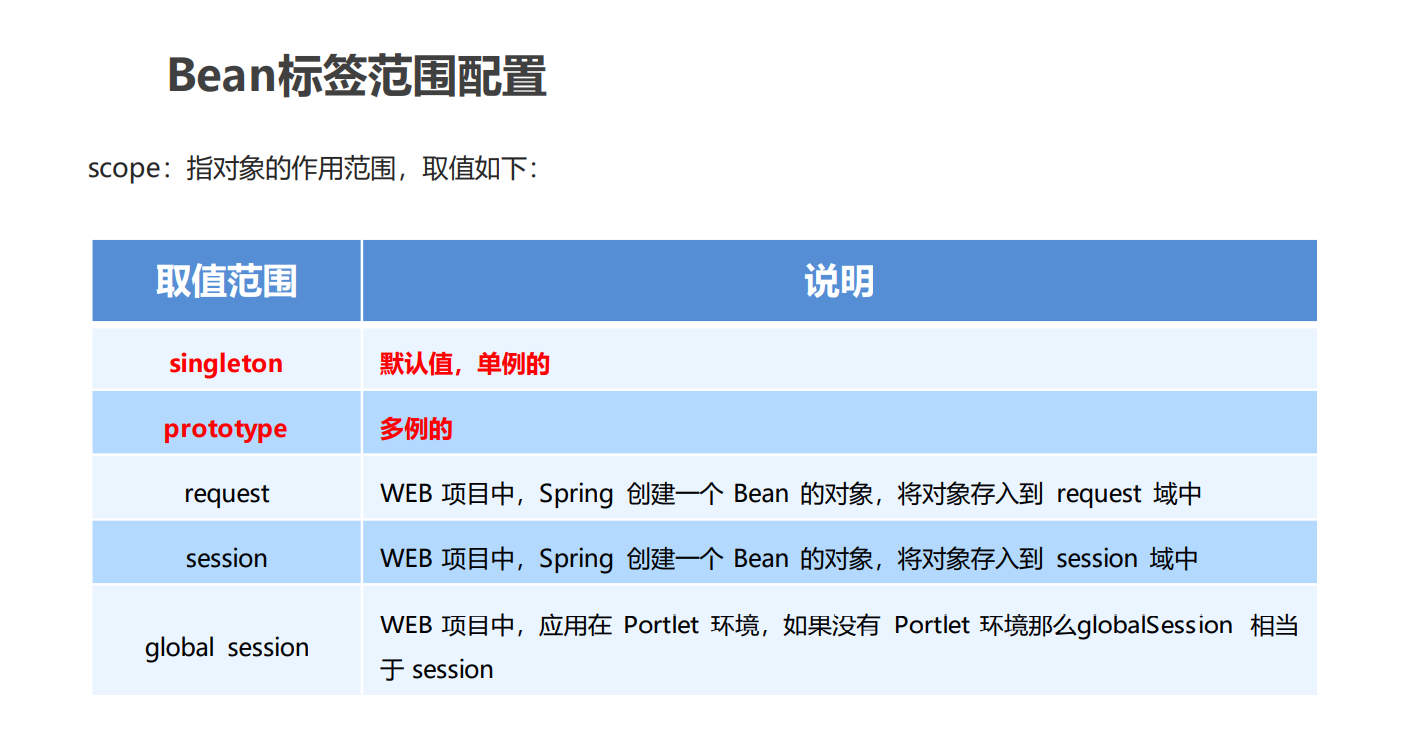 Bean标签范围配置
scope：指对象的作用范围，取值如下：
取值范围 说明
singleton 默认值，单例的
prototype 多例的
request WEB 项目中，Spring 创建一个 Bean 的对象，将对象存入到 request 域中
session WEB 项目中，Spring 创建一个 Bean 的对象，将对象存入到 session 域中
global session WEB 项目中，应用在 Portlet 环境，如果没有 Portlet 环境那么globalSession 相当
于 session